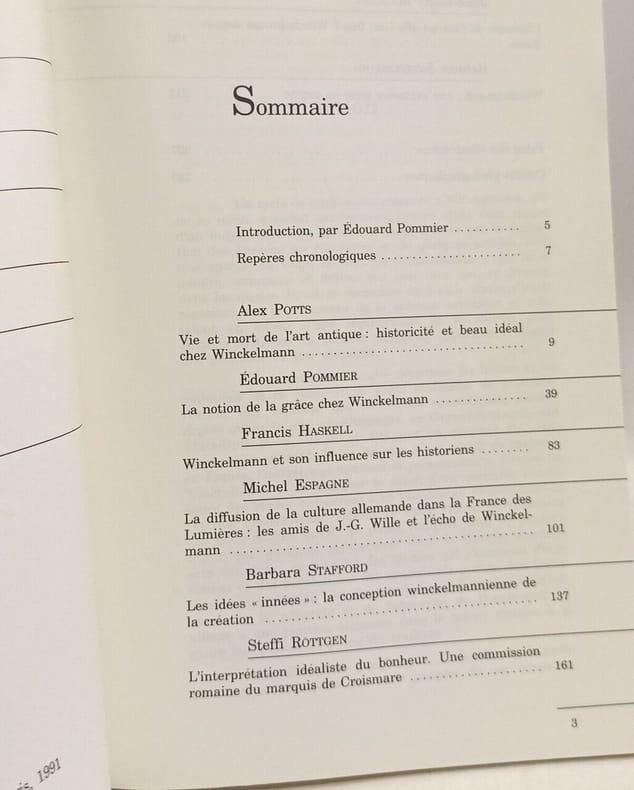 Sommaire
Introduction, par Édouard Pommier ........... 5
Repères chronologiques ....................... 7
Alex POTTS
Vie et mort de l'art antique : historicité et beau idéal
chez Winckelmann .................................... 9
Édouard POMMIER
La notion de la grâce chez Winckelmann .............. 39
Francis HASKELL
Winckelmann et son influence sur les historiens ........ 83
Michel ESPAGNE
La diffusion de la culture allemande dans la France des
Lumières : les amis de J.-G. Wille et l'écho de Winckel-
mann ................................................ 101
Barbara STAFFORD
Les idées « innées » : la conception winckelmannienne de
la création .......................................... 137
Steffi RÖTTGEN
L'interprétation idéaliste du bonheur. Une commission
romaine du marquis de Croismare .................... 161
3
1991